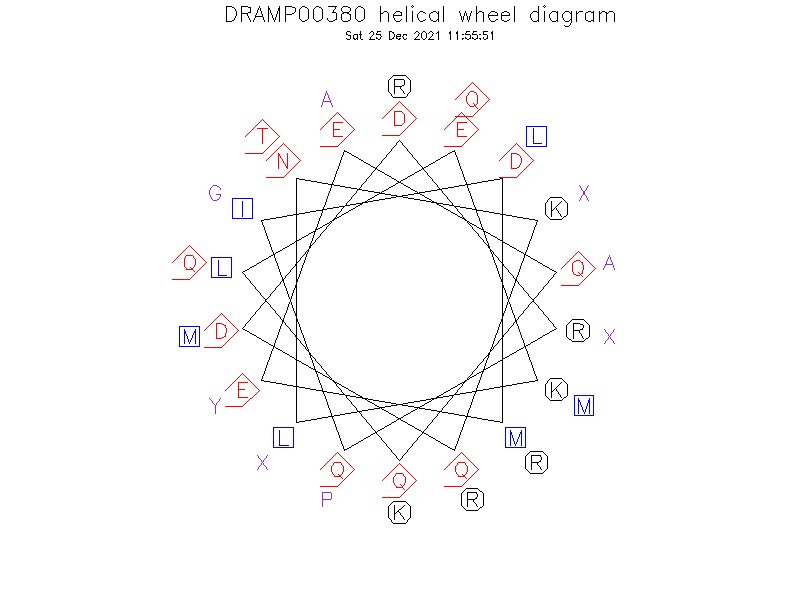 DRAMP00380 helical wheel diagram
Sat 25 Dec 2021 11:55:51
R
A Q
D
T E E L
N D
G I K X
Q L Q A
M D R X
Y E K M
L M
X R
Q Q Q
P R
K